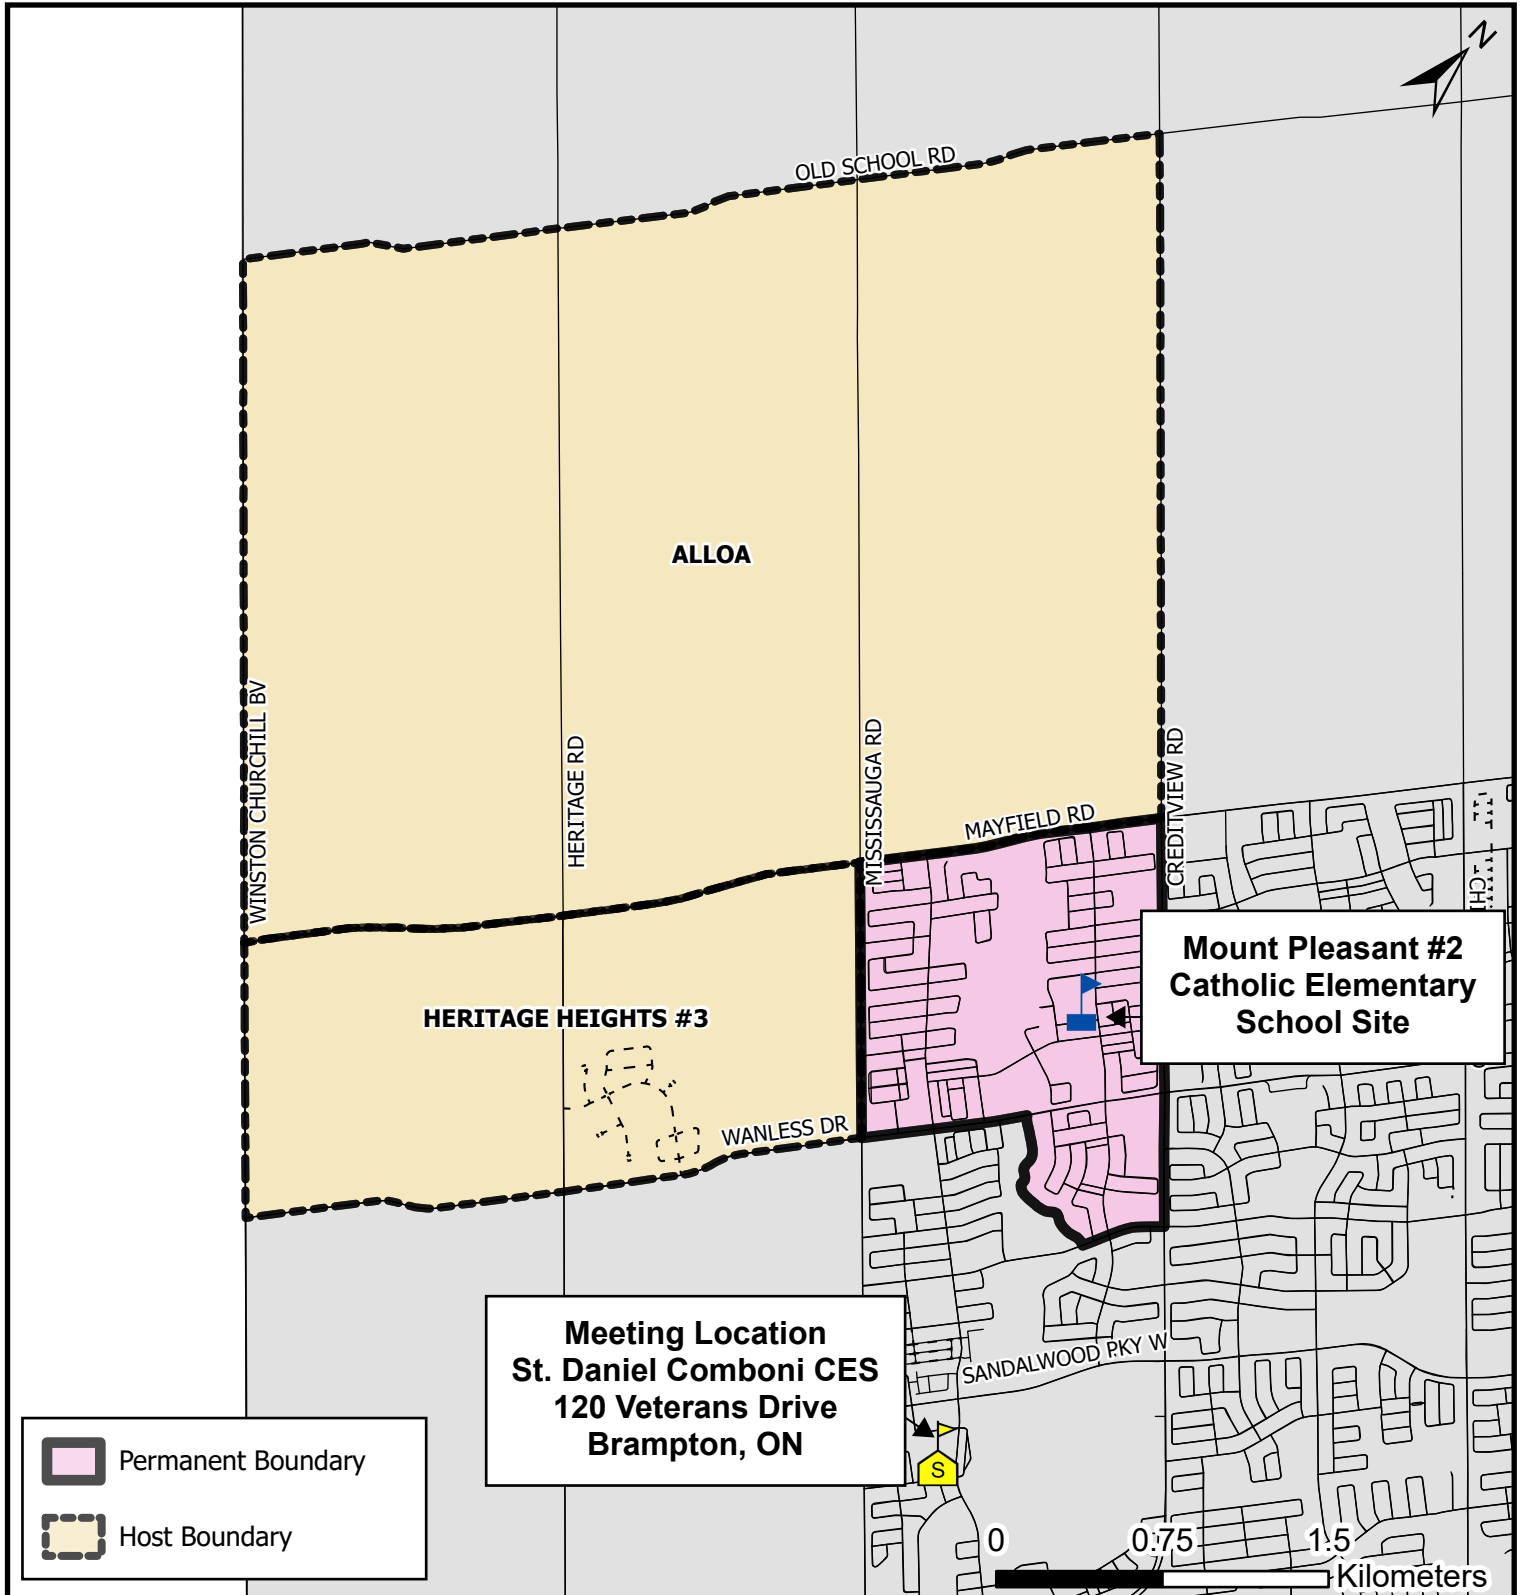 N
OLD SCHOOL RD
ALLOA
WINSTON CHURCHILL BV
HERITAGE RD
MISSISSAUGA RD
CREDITVIEW RD
MAYFIELD RD
Mount Pleasant #2
Catholic Elementary
School Site
HERITAGE HEIGHTS #3
WANLESS DR
Meeting Location
St. Daniel Comboni CES
120 Veterans Drive
Brampton, ON
SANDALWOOD PKY W
S
Permanent Boundary
Host Boundary
0 0.75 1.5
Kilometers